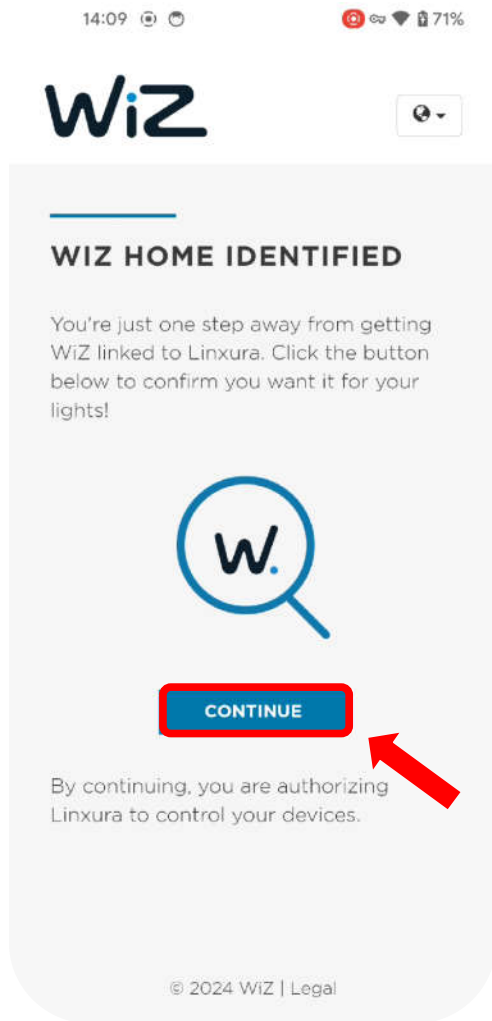 14:09 71%
WiZ
WIZ HOME IDENTIFIED
You're just one step away from getting
WiZ linked to Linxura. Click the button
below to confirm you want it for your
lights!
W.
CONTINUE
By continuing, you are authorizing
Linxura to control your devices.
© 2024 WiZ | Legal